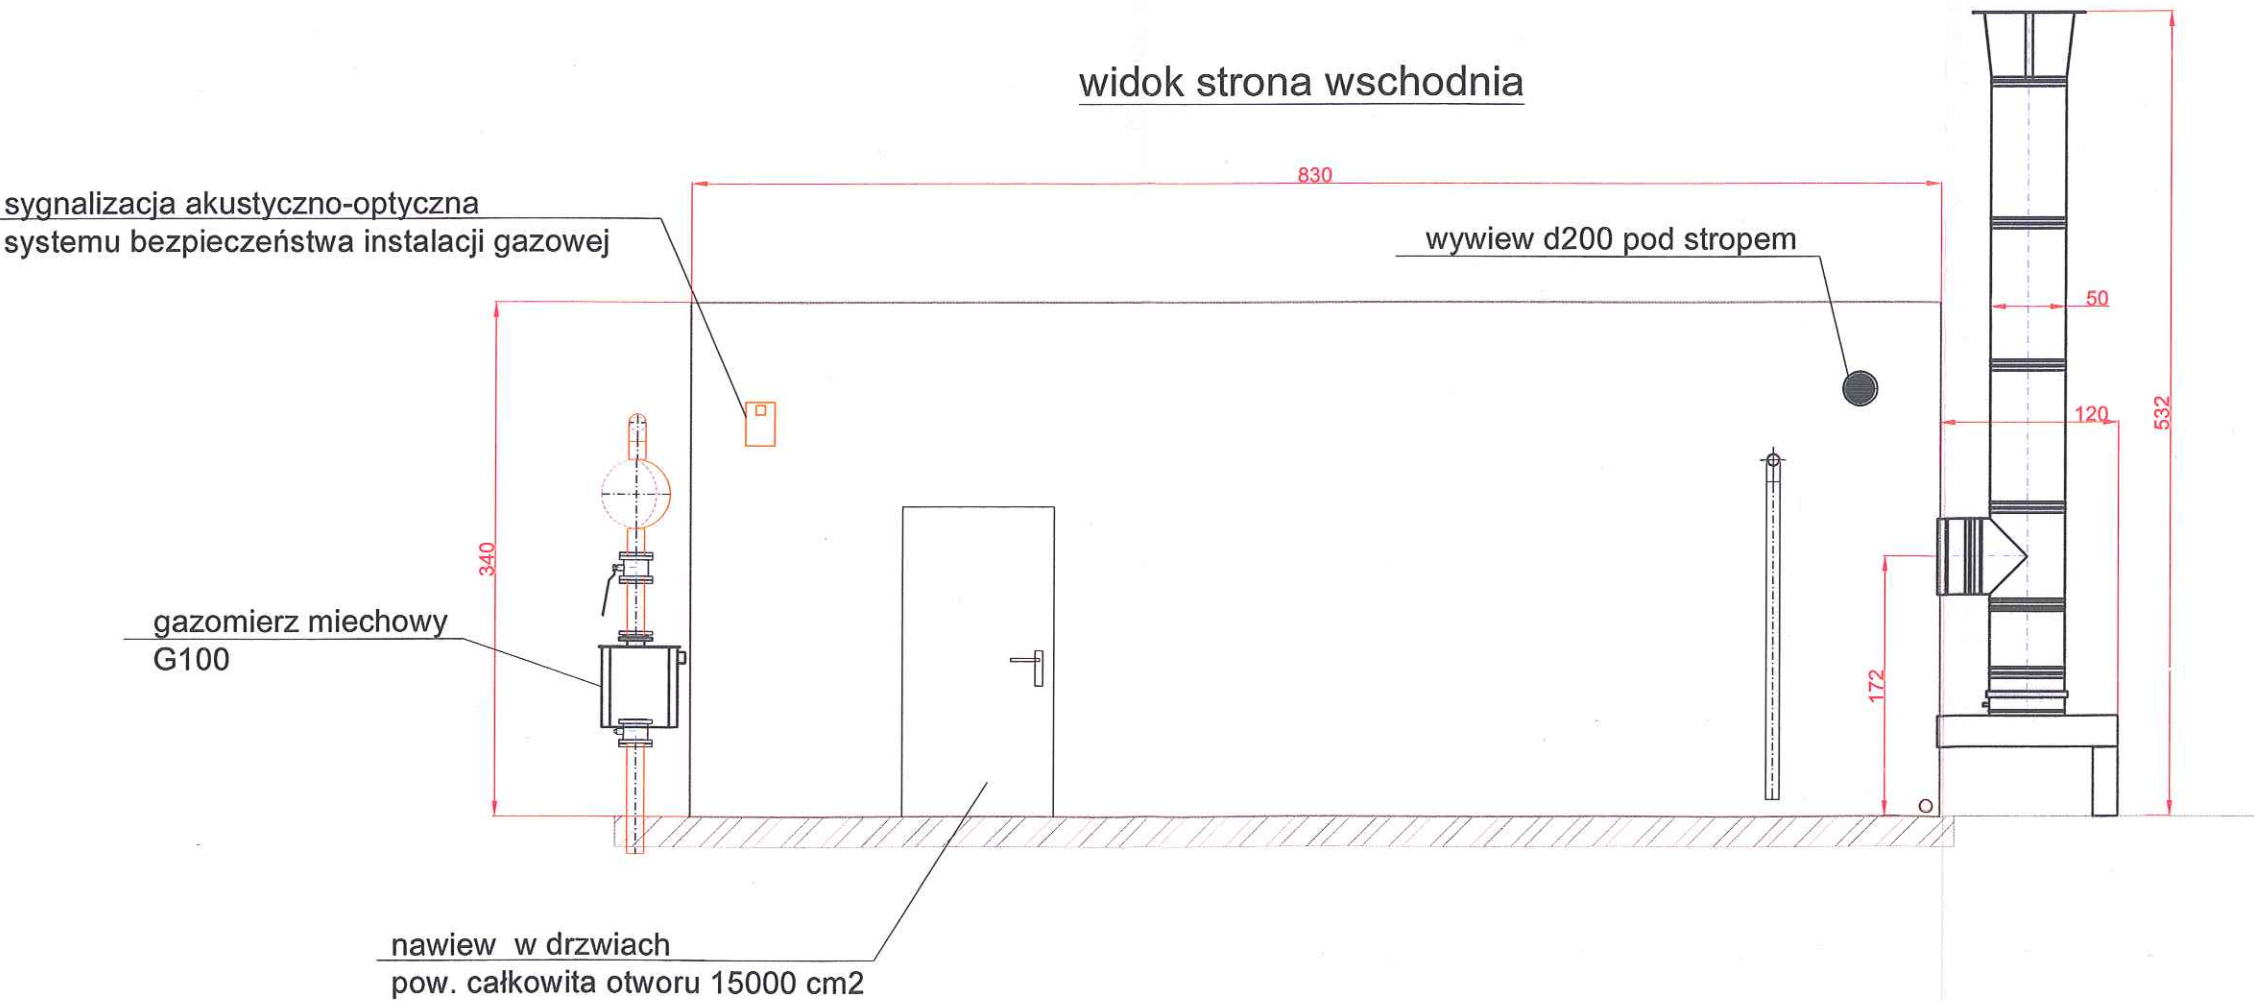 widok strona wschodnia
830
sygnalizacja akustyczno-optyczna
systemu bezpieczeństwa instalacji gazowej
wywiew d200 pod stropem
50
120
532
340
gazomierz miechowy
G100
172
nawiew w drzwiach
pow. całkowita otworu 15000 cm2